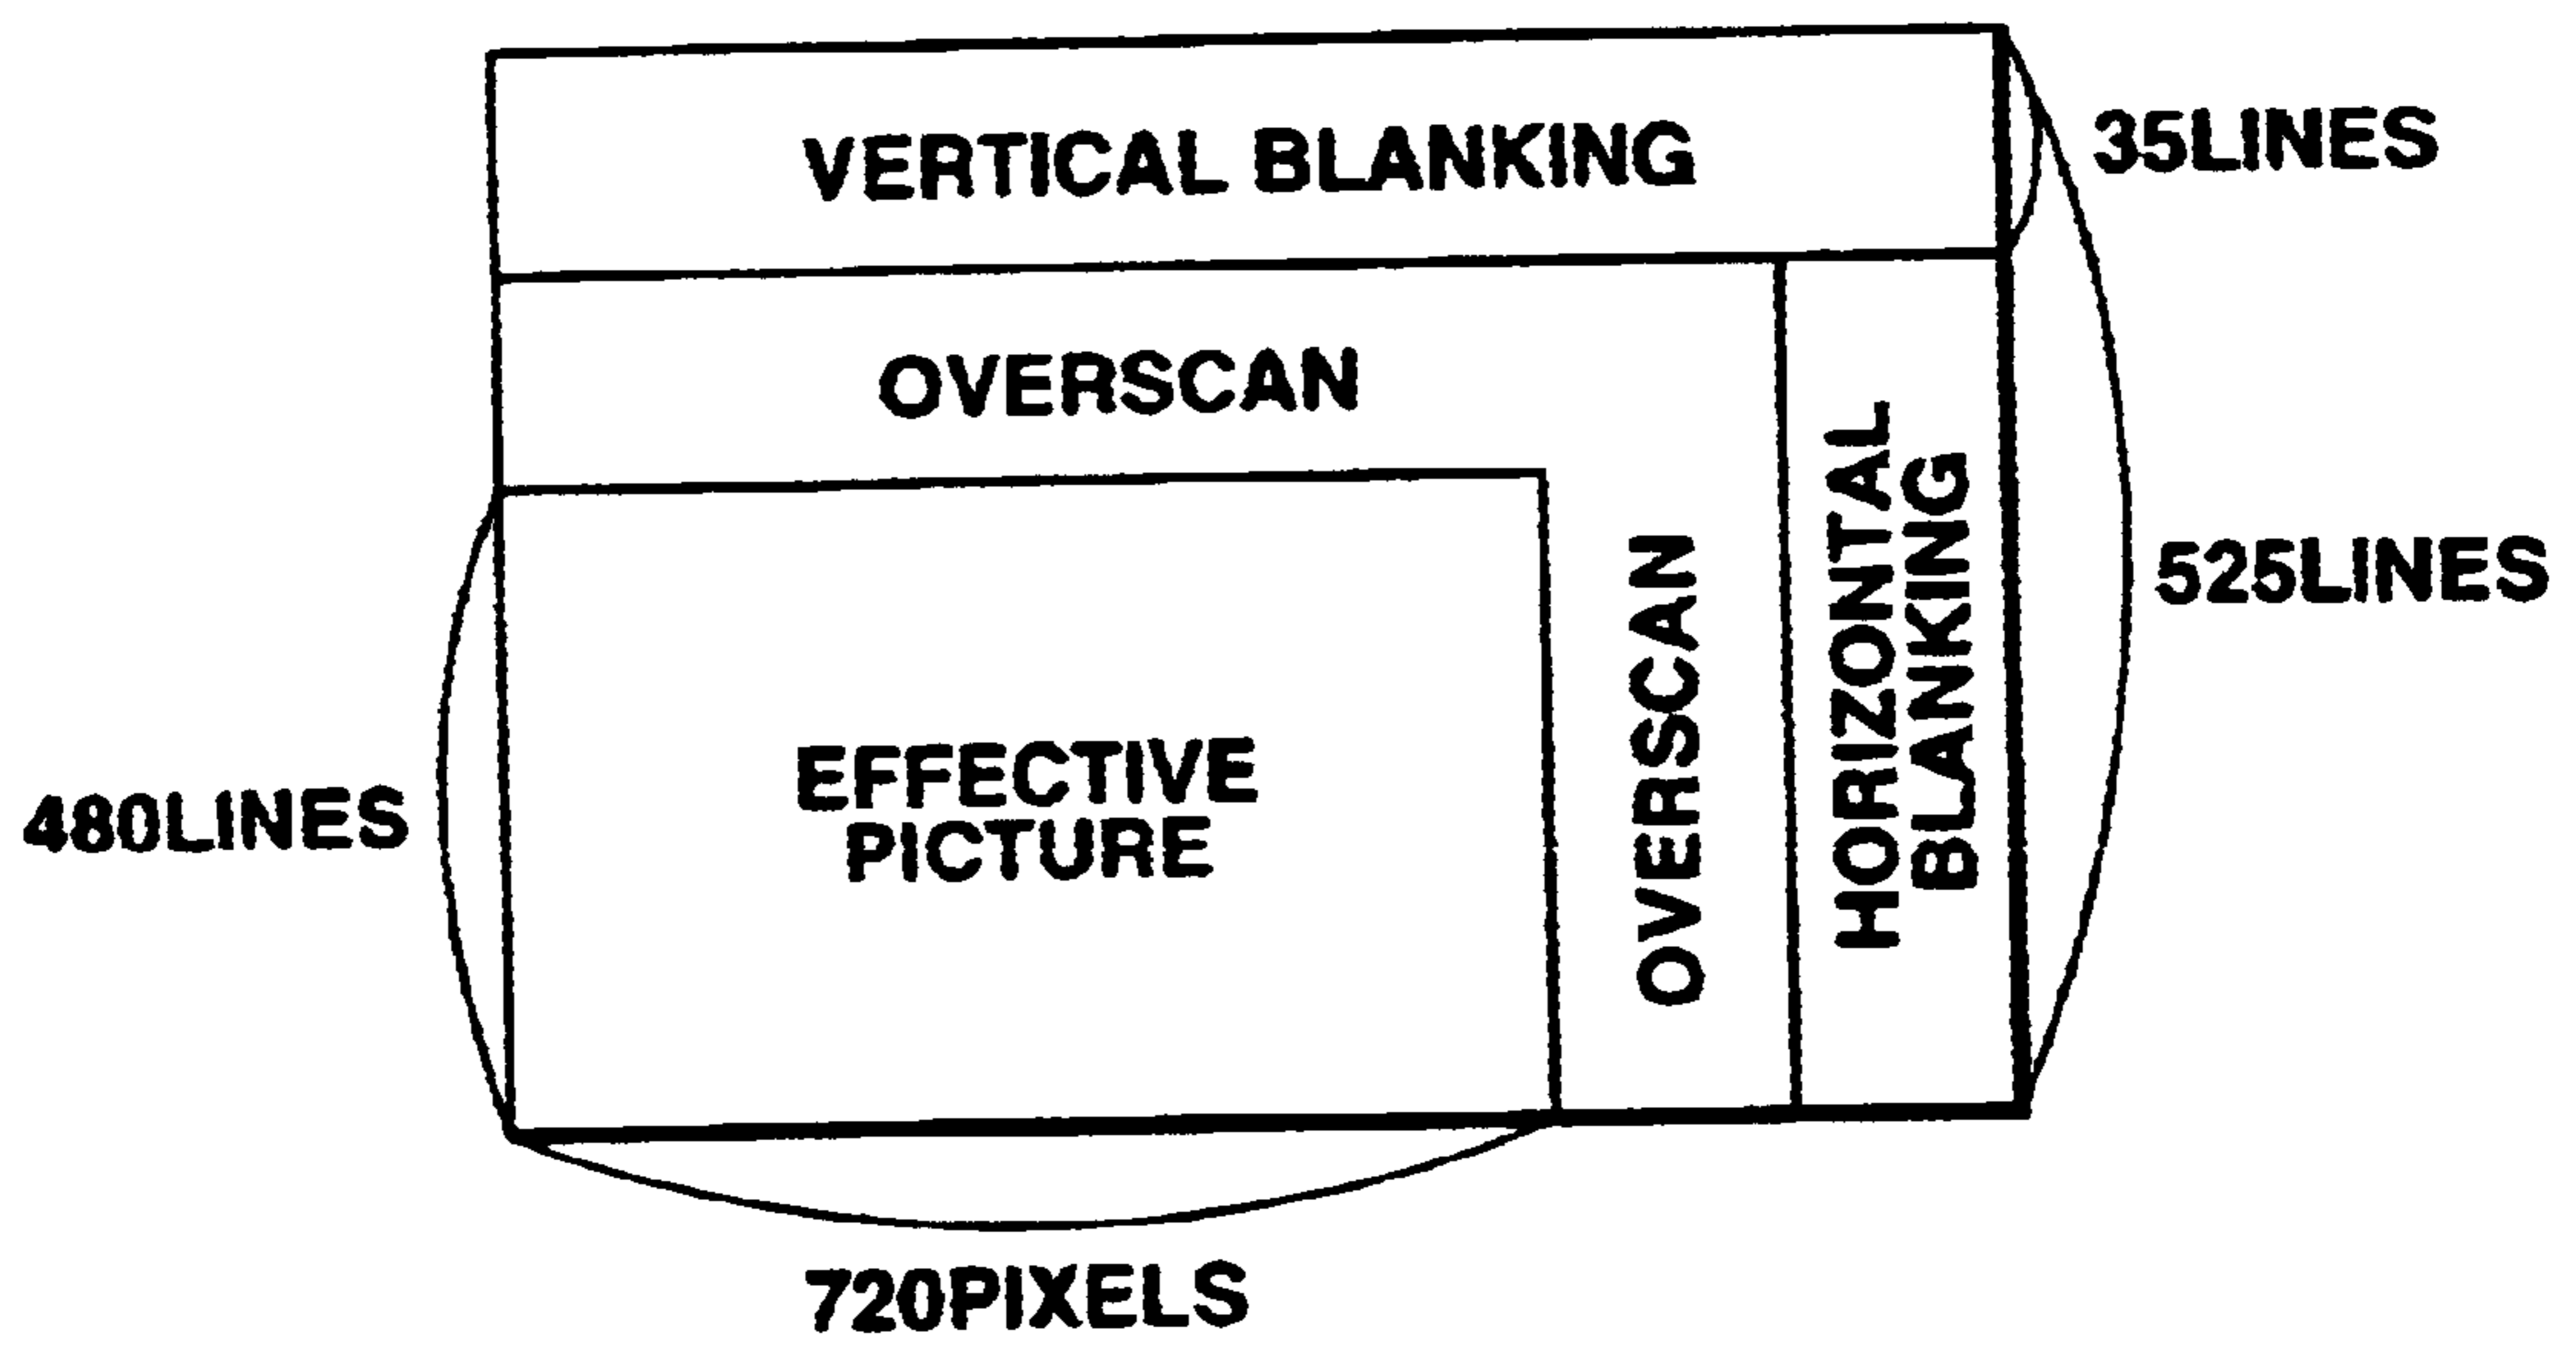 VERTICAL BLANKING
35LINES
OVERSCAN
HORIZONTAL
BLANKING
525LINES
OVERSCAN
EFFECTIVE
PICTURE
480LINES
720PIXELS